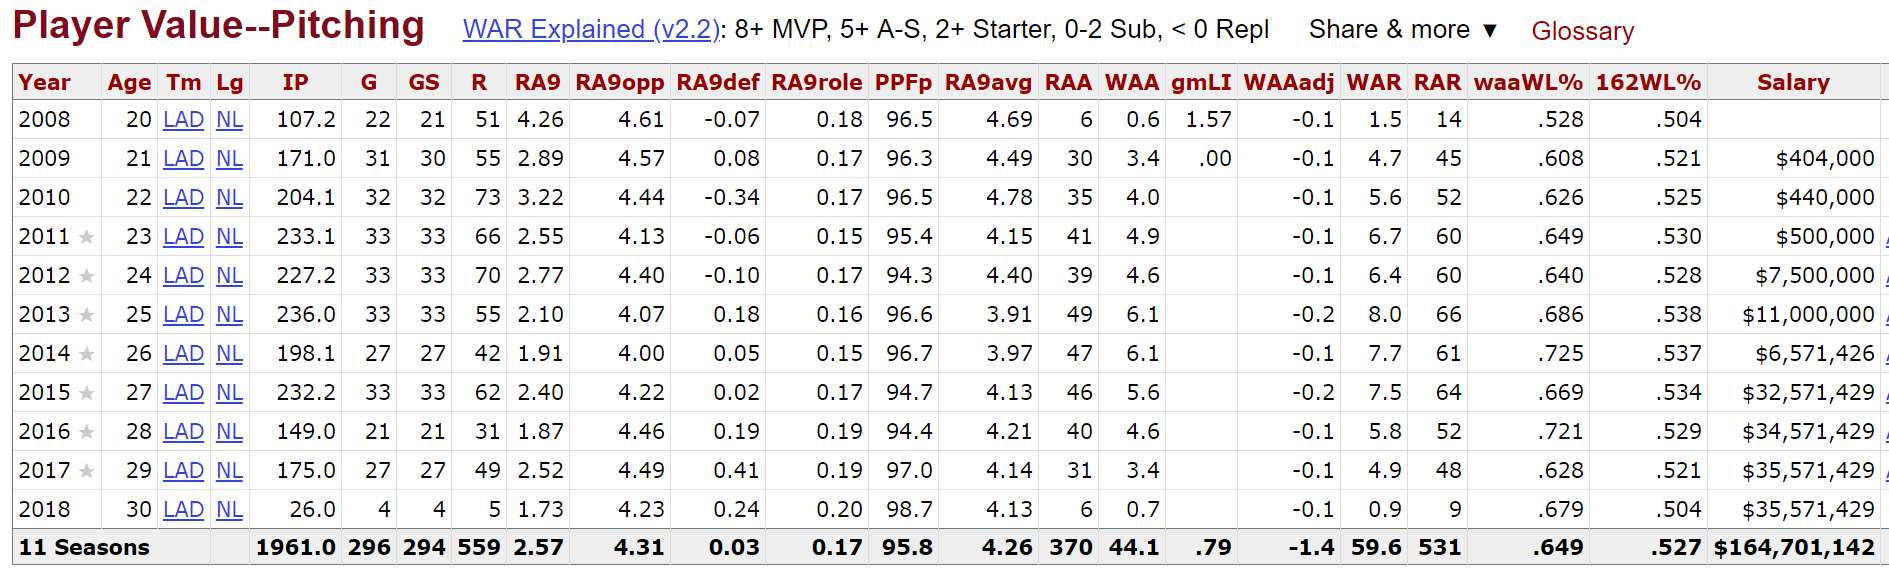 Player Value--Pitching WAR Explained (v2.2): 8+ MVP, 5+ A-S, 2+ Starter, 0-2 Sub, < 0 Repl Share & more ▼ Glossary
Year Age Tm Lg IP G GS R RA9 RA9opp RA9def RA9role PPFp RA9avg RAA WAA gmLI WAAadj WAR RAR waaWL% 162WL% Salary
2008 20 LAD NL 107.2 22 21 51 4.26 4.61 -0.07 0.18 96.5 4.69 6 0.6 1.57 -0.1 1.5 14 .528 .504
2009 21 LAD NL 171.0 31 30 55 2.89 4.57 0.08 0.17 96.3 4.49 30 3.4 .00 -0.1 4.7 45 .608 .521 $404,000
2010 22 LAD NL 204.1 32 32 73 3.22 4.44 -0.34 0.17 96.5 4.78 35 4.0 -0.1 5.6 52 .626 .525 $440,000
2011 ★ 23 LAD NL 233.1 33 33 66 2.55 4.13 -0.06 0.15 95.4 4.15 41 4.9 -0.1 6.7 60 .649 .530 $500,000
2012 ★ 24 LAD NL 227.2 33 33 70 2.77 4.40 -0.10 0.17 94.3 4.40 39 4.6 -0.1 6.4 60 .640 .528 $7,500,000
2013 ★ 25 LAD NL 236.0 33 33 55 2.10 4.07 0.18 0.16 96.6 3.91 49 6.1 -0.2 8.0 66 .686 .538 $11,000,000
2014 ★ 26 LAD NL 198.1 27 27 42 1.91 4.00 0.05 0.15 96.7 3.97 47 6.1 -0.1 7.7 61 .725 .537 $6,571,426
2015 ★ 27 LAD NL 232.2 33 33 62 2.40 4.22 0.02 0.17 94.7 4.13 46 5.6 -0.2 7.5 64 .669 .534 $32,571,429
2016 ★ 28 LAD NL 149.0 21 21 31 1.87 4.46 0.19 0.19 94.4 4.21 40 4.6 -0.1 5.8 52 .721 .529 $34,571,429
2017 ★ 29 LAD NL 175.0 27 27 49 2.52 4.49 0.41 0.19 97.0 4.14 31 3.4 -0.1 4.9 48 .628 .521 $35,571,429
2018 30 LAD NL 26.0 4 4 5 1.73 4.23 0.24 0.20 98.7 4.13 6 0.7 -0.1 0.9 9 .679 .504 $35,571,429
11 Seasons 1961.0 296 294 559 2.57 4.31 0.03 0.17 95.8 4.26 370 44.1 .79 -1.4 59.6 531 .649 .527 $164,701,142